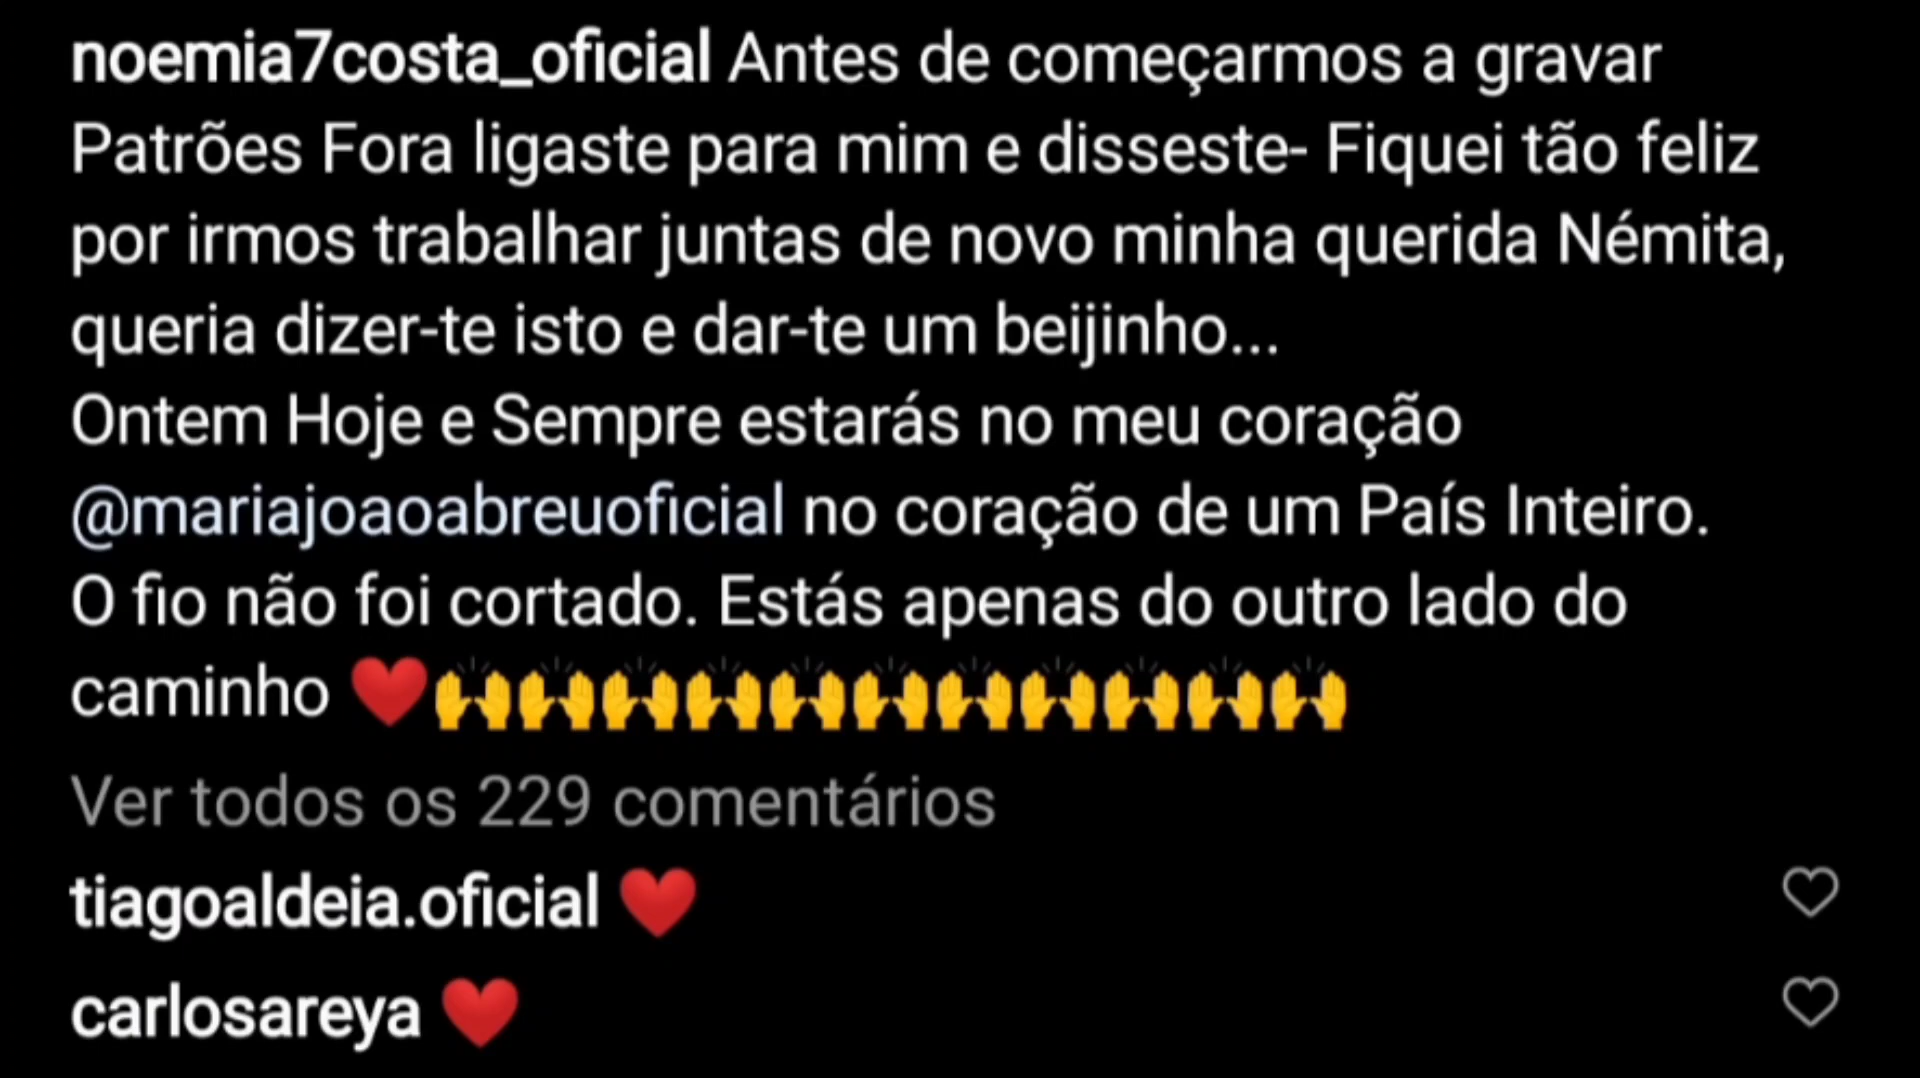 noemia7costa_oficial Antes de começarmos a gravar
Patrões Fora ligaste para mim e disseste- Fiquei tão feliz
por irmos trabalhar juntas de novo minha querida Némita,
queria dizer-te isto e dar-te um beijinho...
Ontem Hoje e Sempre estarás no meu coração
@mariajoaoabreuoficial no coração de um País Inteiro.
O fio não foi cortado. Estás apenas do outro lado do
caminho ❤️🙌🙌🙌🙌🙌🙌🙌🙌🙌🙌🙌
Ver todos os 229 comentários
tiagoaldeia.oficial ❤️
carlosareya ❤️